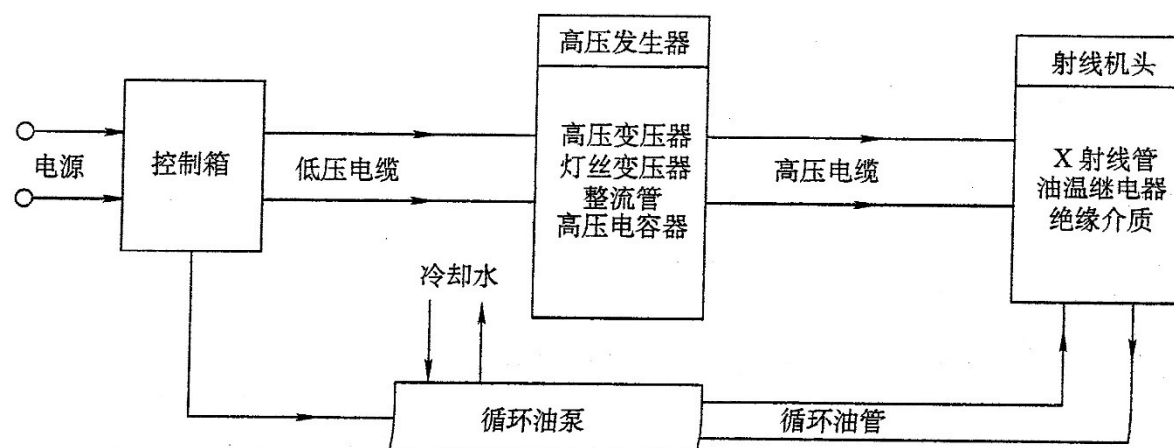 高压发生器
射线机头
电源
控制箱
低压电缆
高压变压器
灯丝变压器
整流管
高压电容器
高压电缆
X 射线管
油温继电器
绝缘介质
冷却水
循环油泵
循环油管